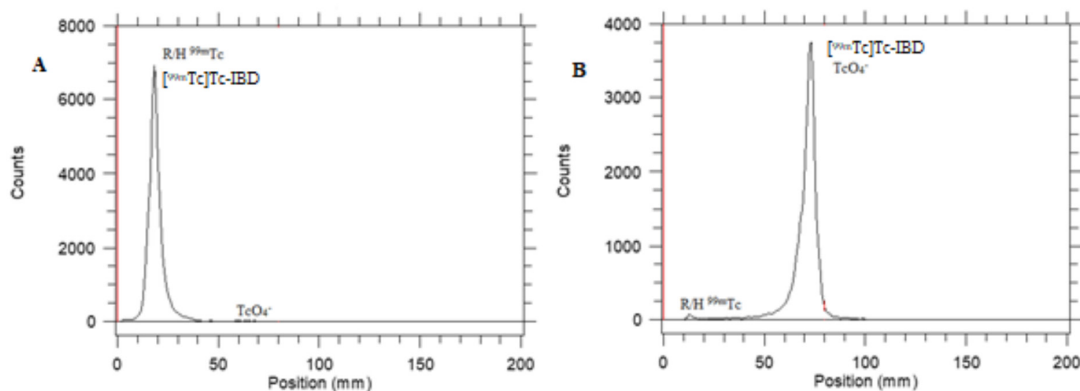 A
8000
6000
4000
2000
0
Counts
R/H ⁹⁹ᵐTc
[⁹⁹ᵐTc]Tc-IBD
TcO₄⁻
0 50 100 150 200
Position (mm)
B
4000
3000
2000
1000
0
Counts
[⁹⁹ᵐTc]Tc-IBD
TcO₄⁻
R/H ⁹⁹ᵐTc
0 50 100 150 200
Position (mm)